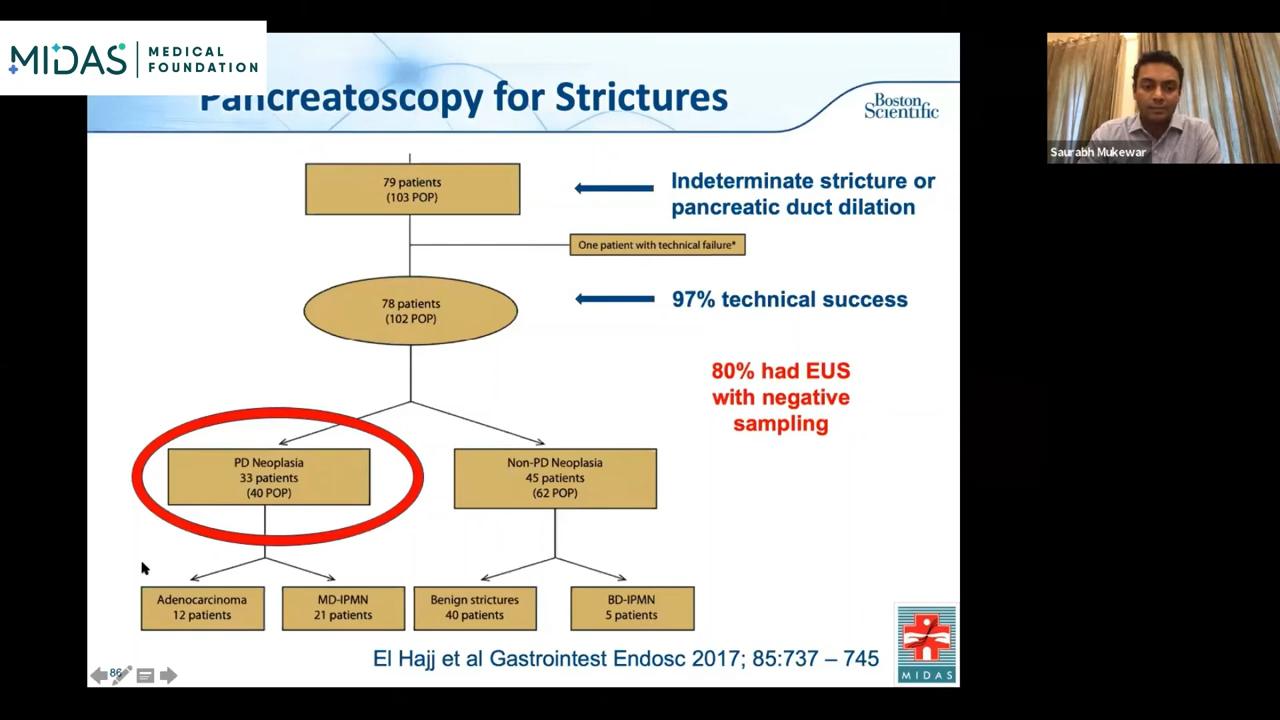 MIDAS
MEDICAL
FOUNDATION
Pancreatoscopy for Strictures
Boston
Scientific
Saurabh Mukewar
79 patients
(103 POP)
Indeterminate stricture or
pancreatic duct dilation
One patient with technical failure*
78 patients
(102 POP)
97% technical success
80% had EUS
with negative
sampling
PD Neoplasia
33 patients
(40 POP)
Non-PD Neoplasia
45 patients
(62 POP)
Adenocarcinoma
12 patients
MD-IPMN
21 patients
Benign strictures
40 patients
BD-IPMN
5 patients
El Hajj et al Gastrointest Endosc 2017; 85:737 – 745
86
MIDAS